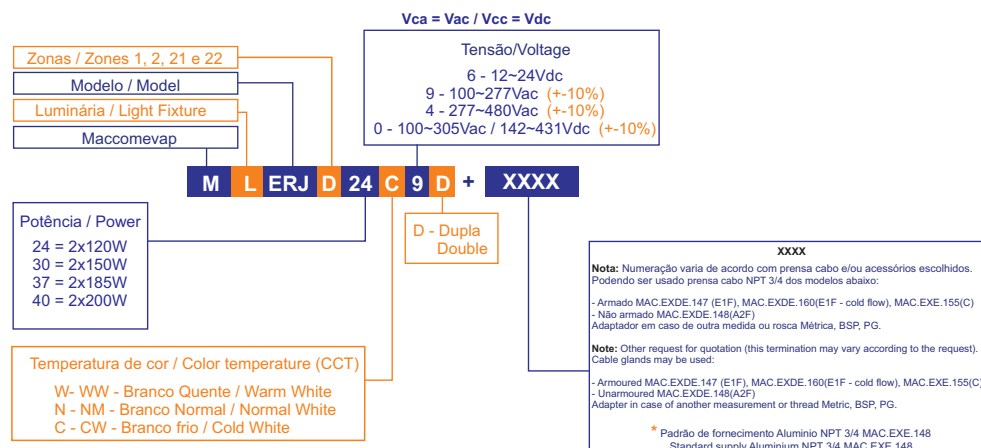 Vca = Vac / Vcc = Vdc
Tensão/Voltage
6 - 12~24Vdc
9 - 100~277Vac (+-10%)
4 - 277~480Vac (+-10%)
0 - 100~305Vac / 142~431Vdc (+-10%)
Zonas / Zones 1, 2, 21 e 22
Modelo / Model
Luminária / Light Fixture
Maccomevap
M L ERJ D 24 C 9 D + XXXX
Potência / Power
24 = 2x120W
30 = 2x150W
37 = 2x185W
40 = 2x200W
D - Dupla
Double
Temperatura de cor / Color temperature (CCT)
W- WW - Branco Quente / Warm White
N - NM - Branco Normal / Normal White
C - CW - Branco frio / Cold White
XXXX
Nota: Numeração varia de acordo com prensa cabo e/ou acessórios escolhidos.
Podendo ser usado prensa cabo NPT 3/4 dos modelos abaixo:
- Armado MAC.EXDE.147 (E1F), MAC.EXDE.160(E1F - cold flow), MAC.EXE.155(C)
- Não armado MAC.EXDE.148(A2F)
Adaptador em caso de outra medida ou rosca Métrica, BSP, PG.
Note: Other request for quotation (this termination may vary according to the request).
Cable glands may be used:
- Armoured MAC.EXDE.147 (E1F), MAC.EXDE.160(E1F - cold flow), MAC.EXE.155(C)
- Unarmoured MAC.EXDE.148(A2F)
Adapter in case of another measurement or thread Metric, BSP, PG.
* Padrão de fornecimento Aluminio NPT 3/4 MAC.EXE.148
Standard supply Aluminium NPT 3/4 MAC.EXE.148